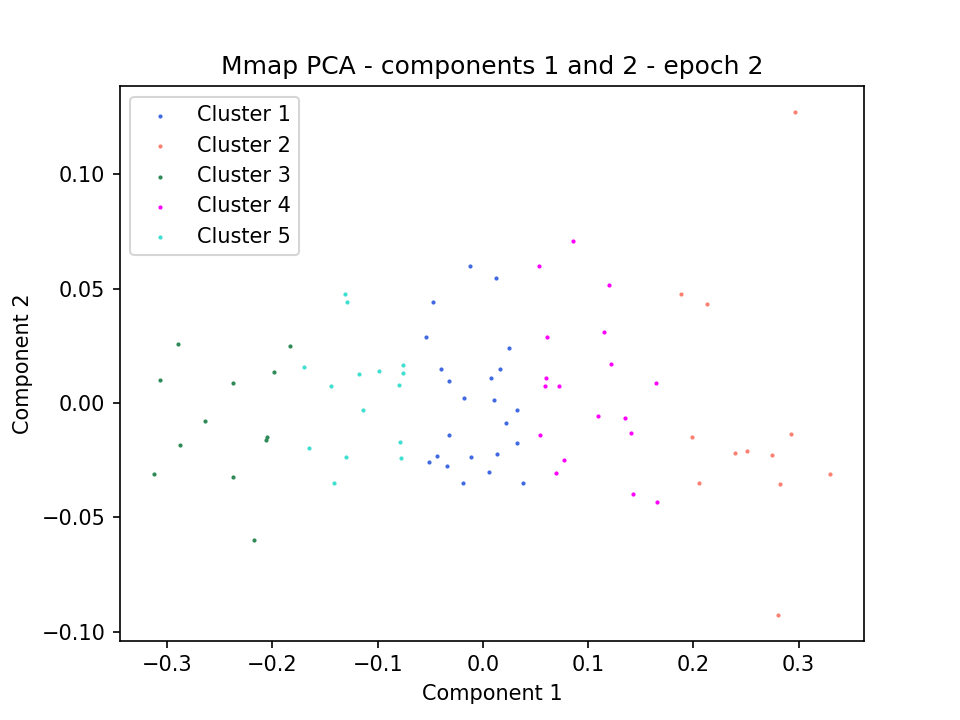 Mmap PCA - components 1 and 2 - epoch 2
Cluster 1
Cluster 2
Cluster 3
Cluster 4
Cluster 5
0.10
0.05
0.00
−0.05
−0.10
Component 2
−0.3 −0.2 −0.1 0.0 0.1 0.2 0.3
Component 1